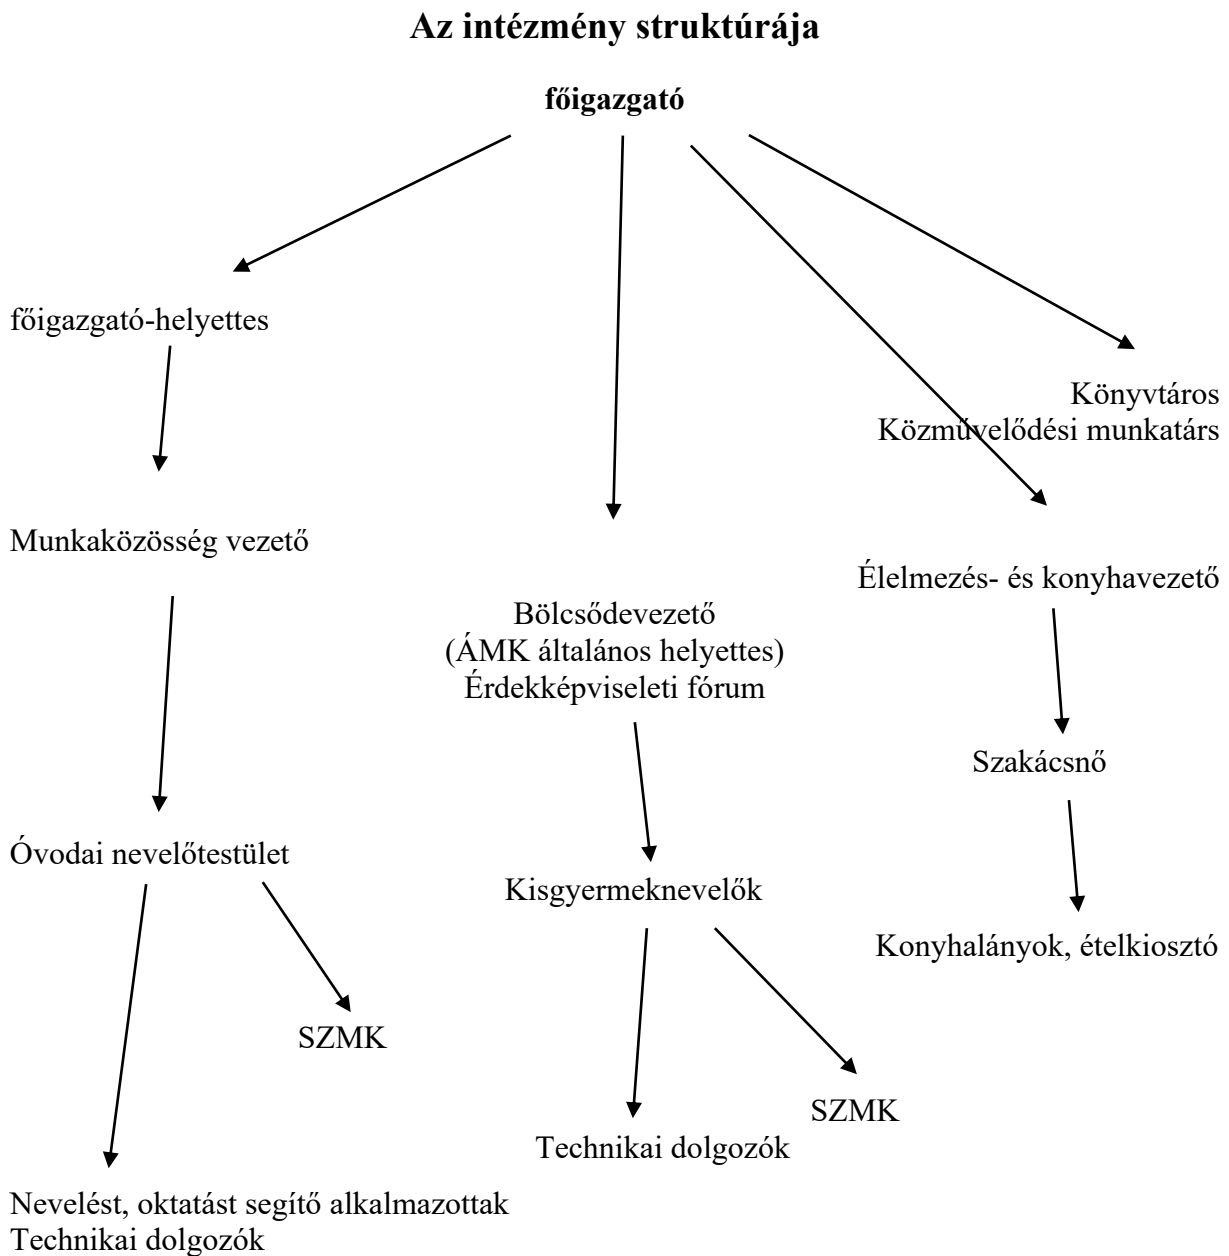 Az intézmény struktúrája
főigazgató
főigazgató-helyettes
Könyvtáros
Közművelődési munkatárs
Munkaközösség vezető
Élelmezés- és konyhavezető
Bölcsődevezető
(ÁMK általános helyettes)
Érdekképviseleti fórum
Szakácsnő
Óvodai nevelőtestület
Kisgyermeknevelők
Konyhalányok, ételkiosztó
SZMK
SZMK
Technikai dolgozók
Nevelést, oktatást segítő alkalmazottak
Technikai dolgozók